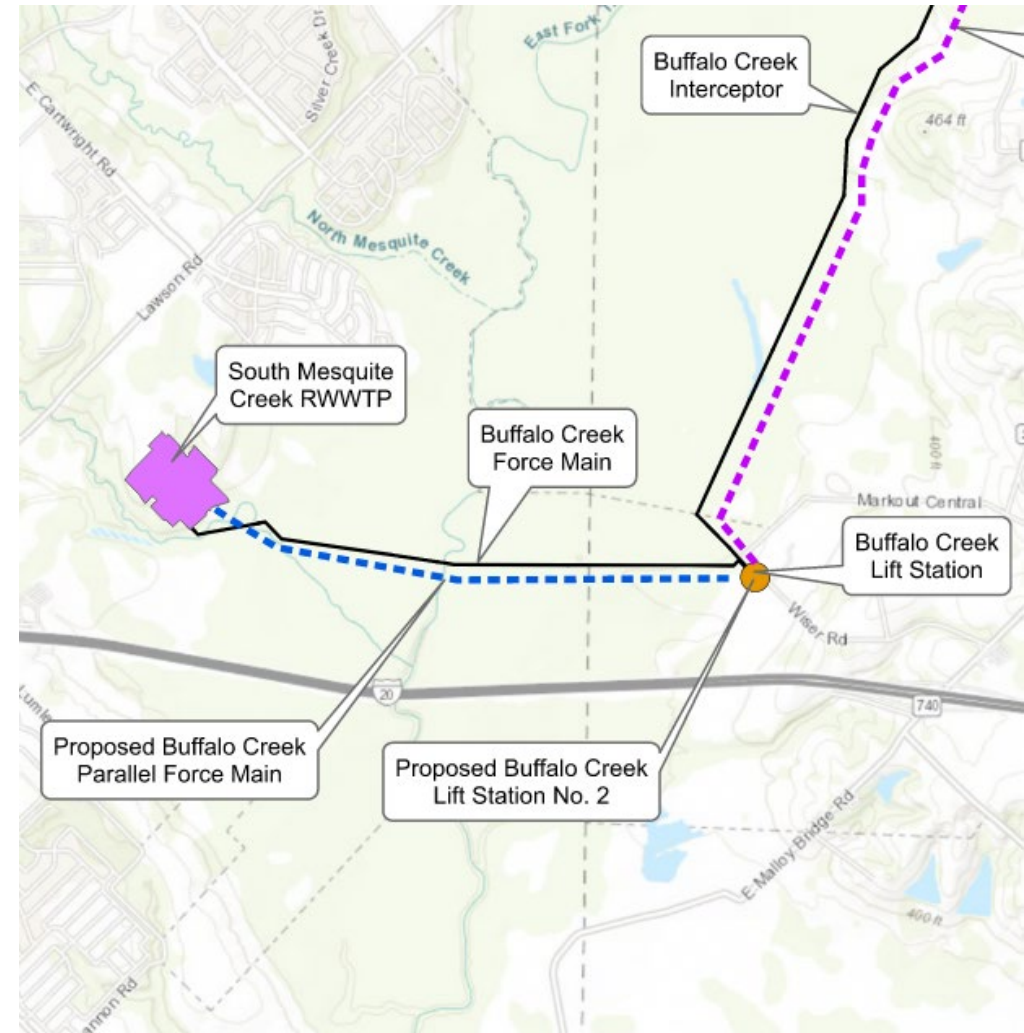 East Fork
Buffalo Creek
Interceptor
Silver Creek Dr
464 ft
E Cartwright Rd
North Mesquite Creek
Lawson Rd
South Mesquite
Creek RWWTP
Buffalo Creek
Force Main
400 ft
Markout Central
Buffalo Creek
Lift Station
Wiser Rd
20
740
Proposed Buffalo Creek
Parallel Force Main
Proposed Buffalo Creek
Lift Station No. 2
E Malloy Bridge Rd
400 ft
Rd